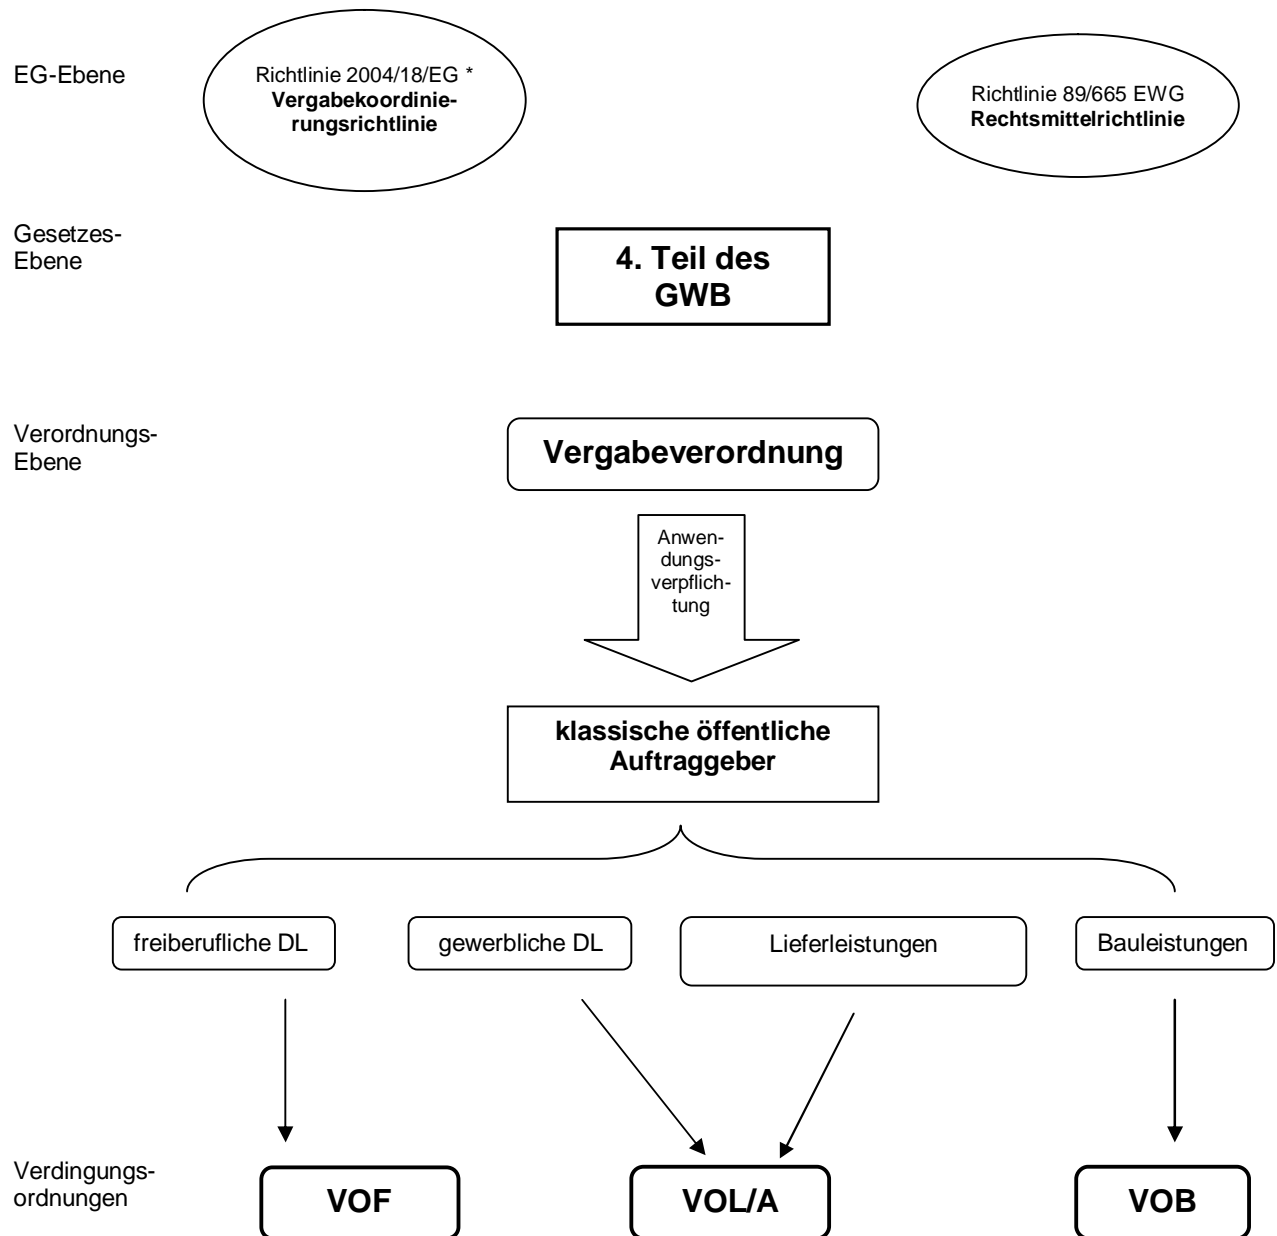 EG-Ebene
Richtlinie 2004/18/EG *
Vergabekoordinie-
rungsrichtlinie
Richtlinie 89/665 EWG
Rechtsmittelrichtlinie
Gesetzes-
Ebene
4. Teil des
GWB
Verordnungs-
Ebene
Vergabeverordnung
Anwen-
dungs-
verpflich-
tung
klassische öffentliche
Auftraggeber
freiberufliche DL
gewerbliche DL
Lieferleistungen
Bauleistungen
Verdingungs-
ordnungen
VOF
VOL/A
VOB